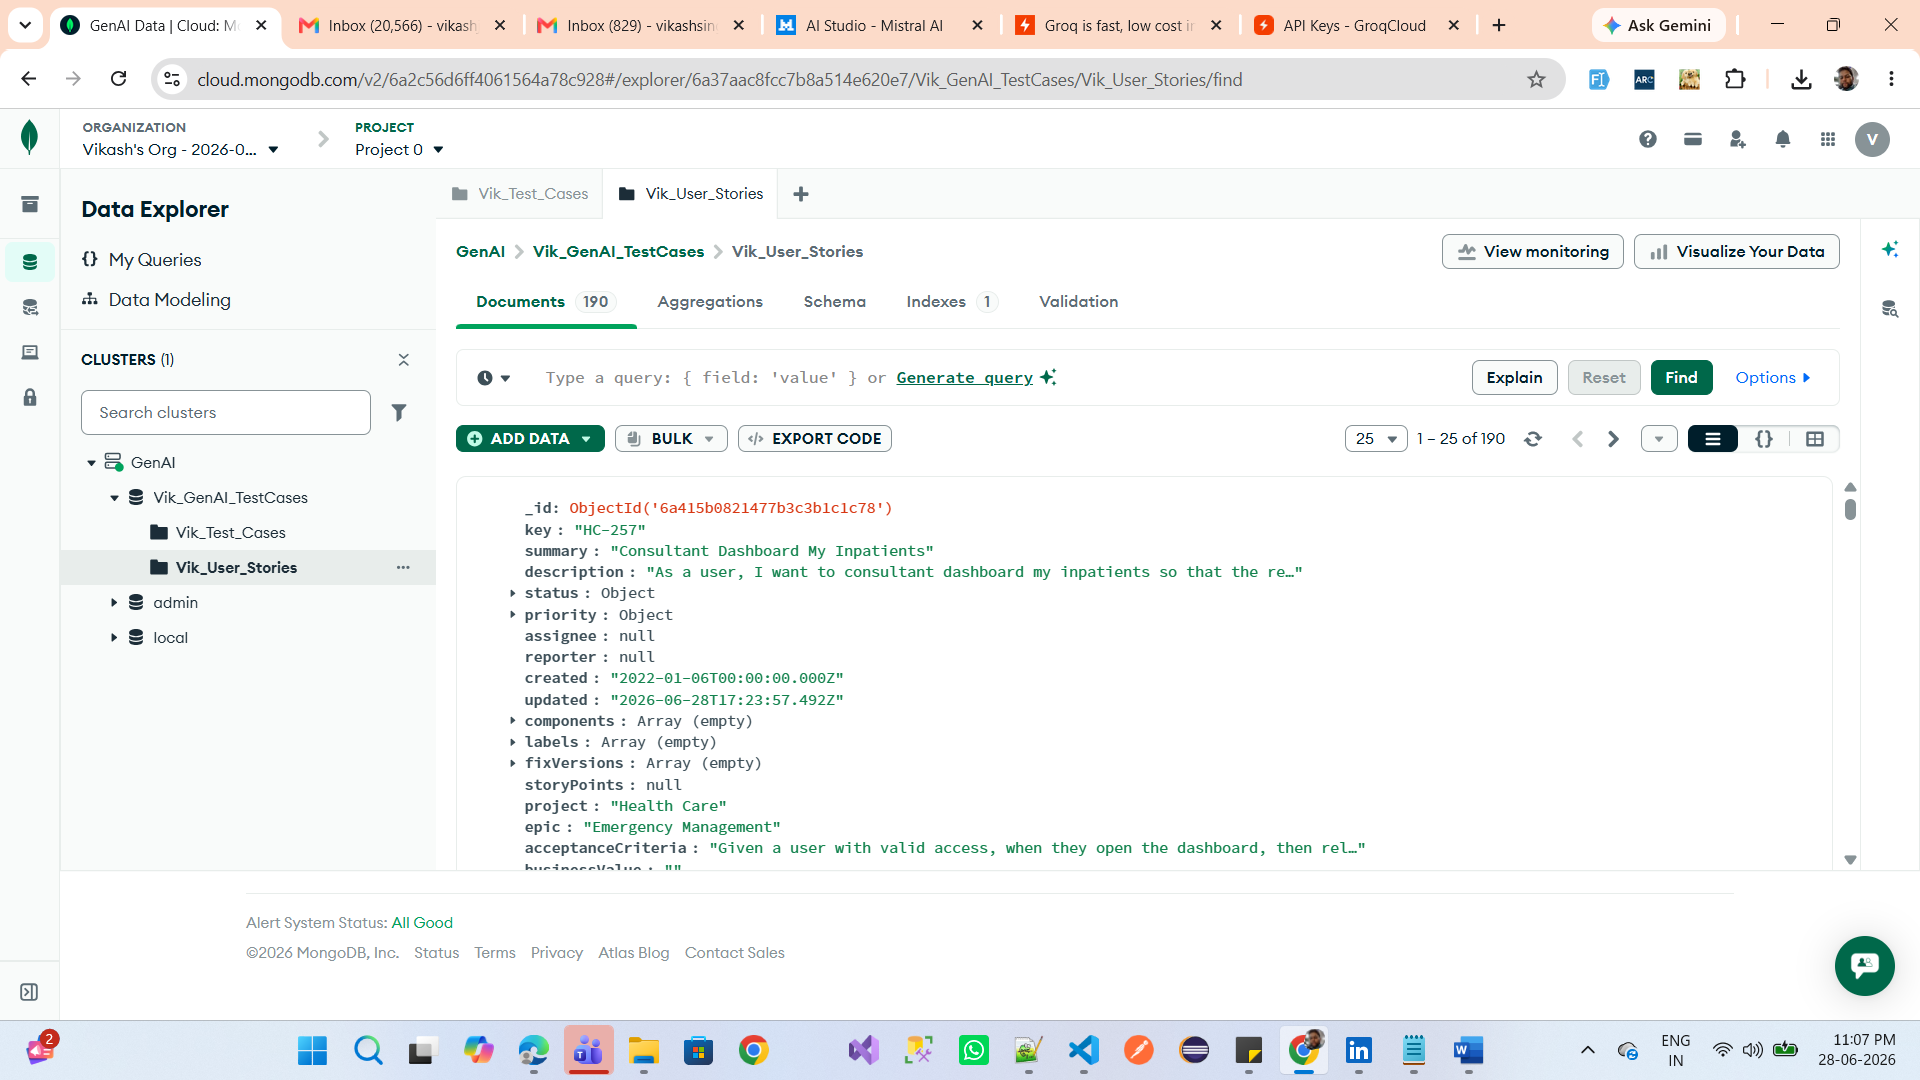 GenAI Data | Cloud: Mo
Inbox (20,566) - vikash
Inbox (829) - vikashsin
AI Studio - Mistral AI
Groq is fast, low cost in
API Keys - GroqCloud
Ask Gemini
cloud.mongodb.com/v2/6a2c56d6ff4061564a78c928#/explorer/6a37aac8fcc7b8a514e620e7/Vik_GenAI_TestCases/Vik_User_Stories/find
ARC
ORGANIZATION
Vikash's Org - 2026-0...
PROJECT
Project 0
V
Data Explorer
My Queries
Data Modeling
CLUSTERS (1)
Search clusters
GenAI
Vik_GenAI_TestCases
Vik_Test_Cases
Vik_User_Stories
admin
local
Vik_Test_Cases
Vik_User_Stories
GenAI
Vik_GenAI_TestCases
Vik_User_Stories
View monitoring
Visualize Your Data
Documents 190
Aggregations
Schema
Indexes 1
Validation
Type a query: { field: 'value' } or Generate query
Explain
Reset
Find
Options
ADD DATA
BULK
EXPORT CODE
25
1 – 25 of 190
_id: ObjectId('6a415b0821477b3c3b1c1c78')
key : "HC-257"
summary : "Consultant Dashboard My Inpatients"
description : "As a user, I want to consultant dashboard my inpatients so that the re…"
status : Object
priority : Object
assignee : null
reporter : null
created : "2022-01-06T00:00:00.000Z"
updated : "2026-06-28T17:23:57.492Z"
components : Array (empty)
labels : Array (empty)
fixVersions : Array (empty)
storyPoints : null
project : "Health Care"
epic : "Emergency Management"
acceptanceCriteria : "Given a user with valid access, when they open the dashboard, then rel…"
businessValue : ""
Alert System Status: All Good
©2026 MongoDB, Inc. Status Terms Privacy Atlas Blog Contact Sales
2
ENG
IN
11:07 PM
28-06-2026